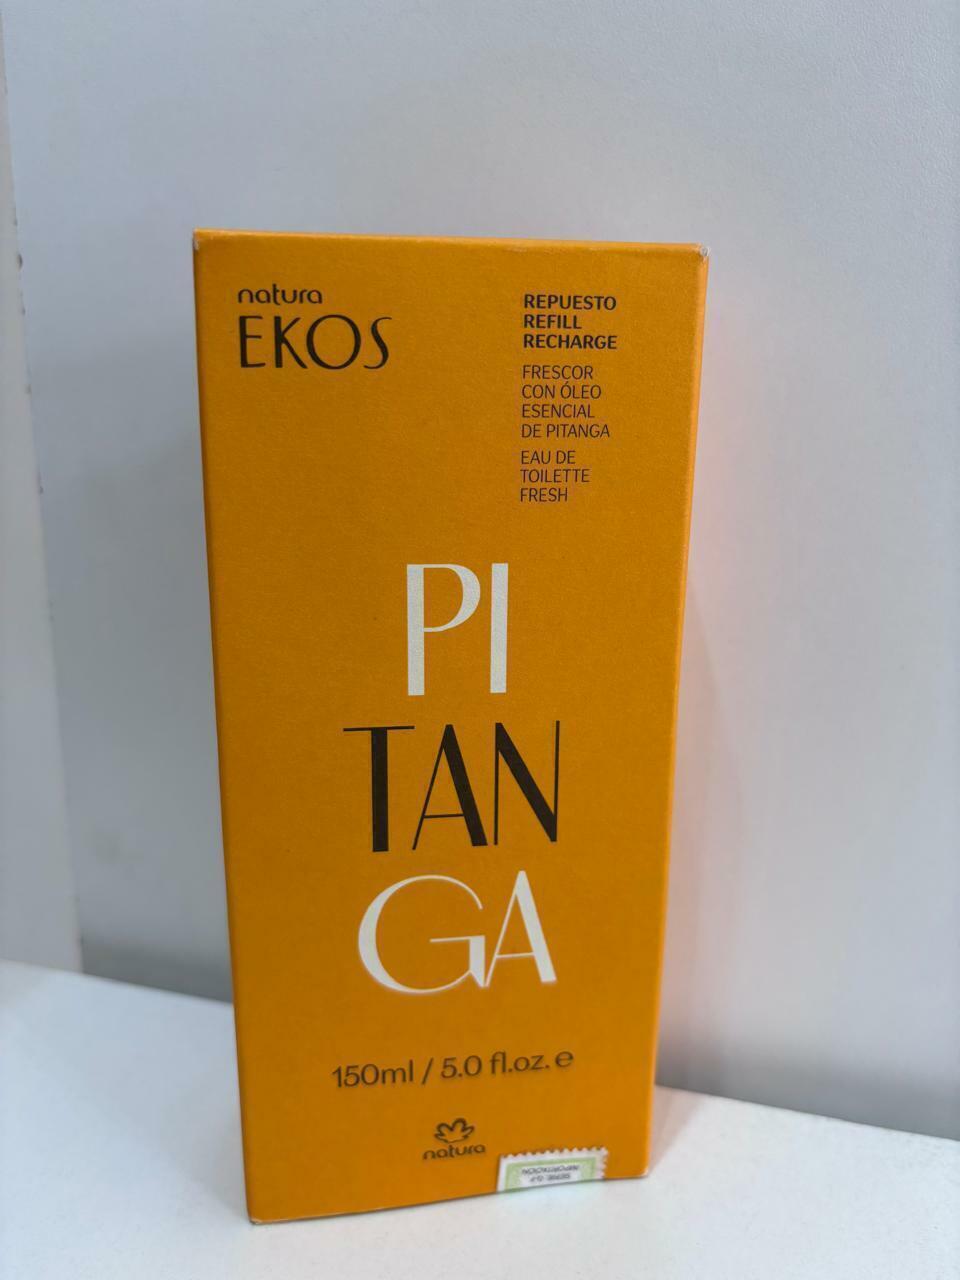 natura
EKOS
REPUESTO
REFILL
RECHARGE
FRESCOR
CON ÓLEO
ESENCIAL
DE PITANGA
EAU DE
TOILETTE
FRESH
PI
TAN
GA
150ml / 5.0 fl.oz. e
natura
IMPORTACIÓN